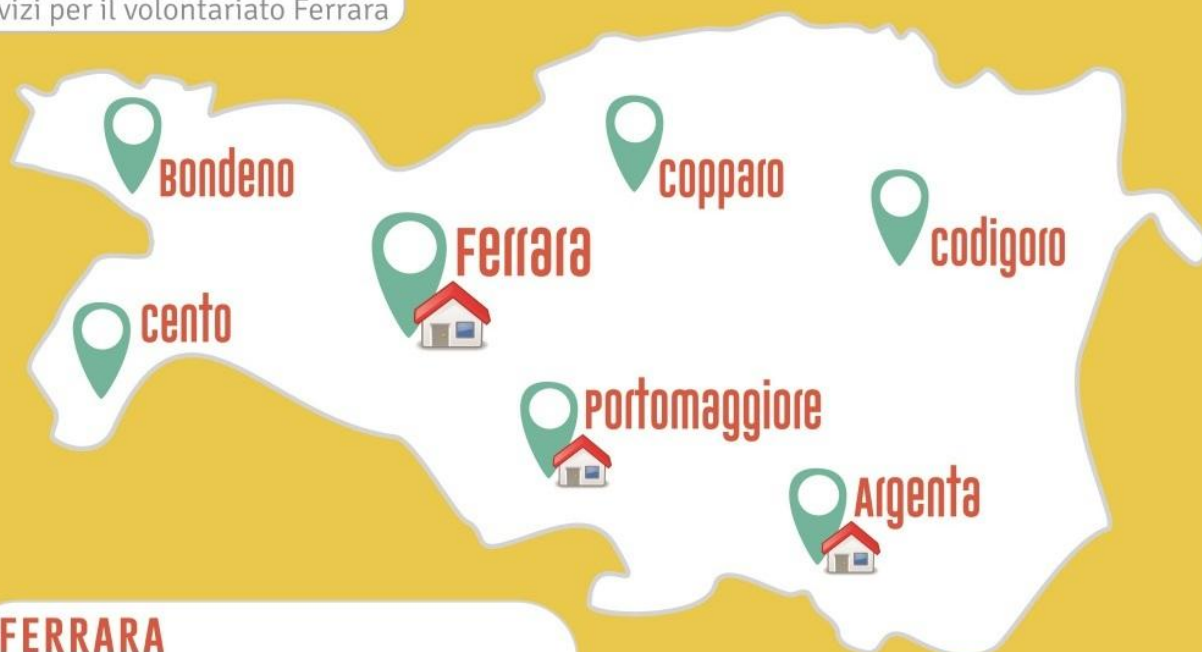 vizi per il volontariato Ferrara
Bondeno
copparo
Ferrara
codigoro
cento
Portomaggiore
Argenta
FERRARA